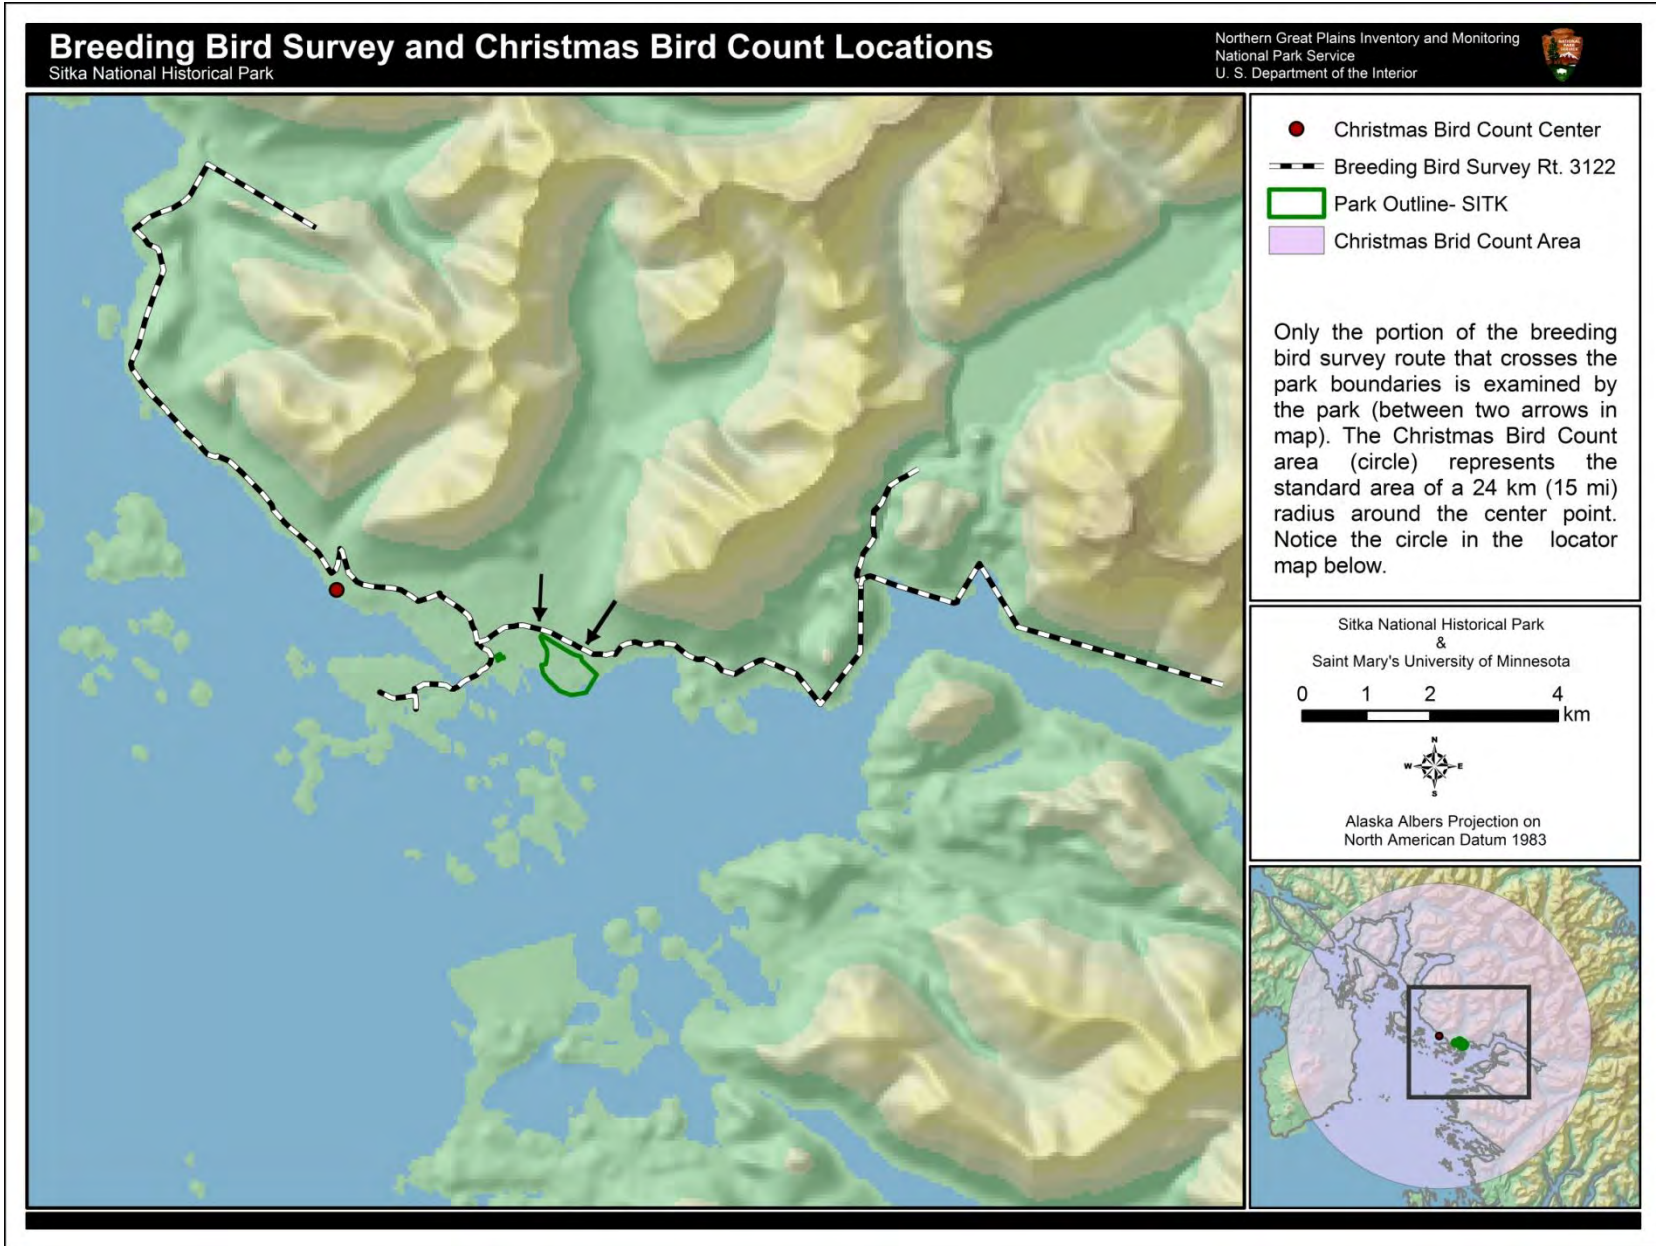 Breeding Bird Survey and Christmas Bird Count Locations
Sitka National Historical Park
Northern Great Plains Inventory and Monitoring
National Park Service
U. S. Department of the Interior
NATIONAL
PARK
SERVICE
Christmas Bird Count Center
Breeding Bird Survey Rt. 3122
Park Outline- SITK
Christmas Brid Count Area
Only the portion of the breeding
bird survey route that crosses the
park boundaries is examined by
the park (between two arrows in
map). The Christmas Bird Count
area (circle) represents the
standard area of a 24 km (15 mi)
radius around the center point.
Notice the circle in the locator
map below.
Sitka National Historical Park
&
Saint Mary's University of Minnesota
0 1 2 4
km
N
W E
S
Alaska Albers Projection on
North American Datum 1983